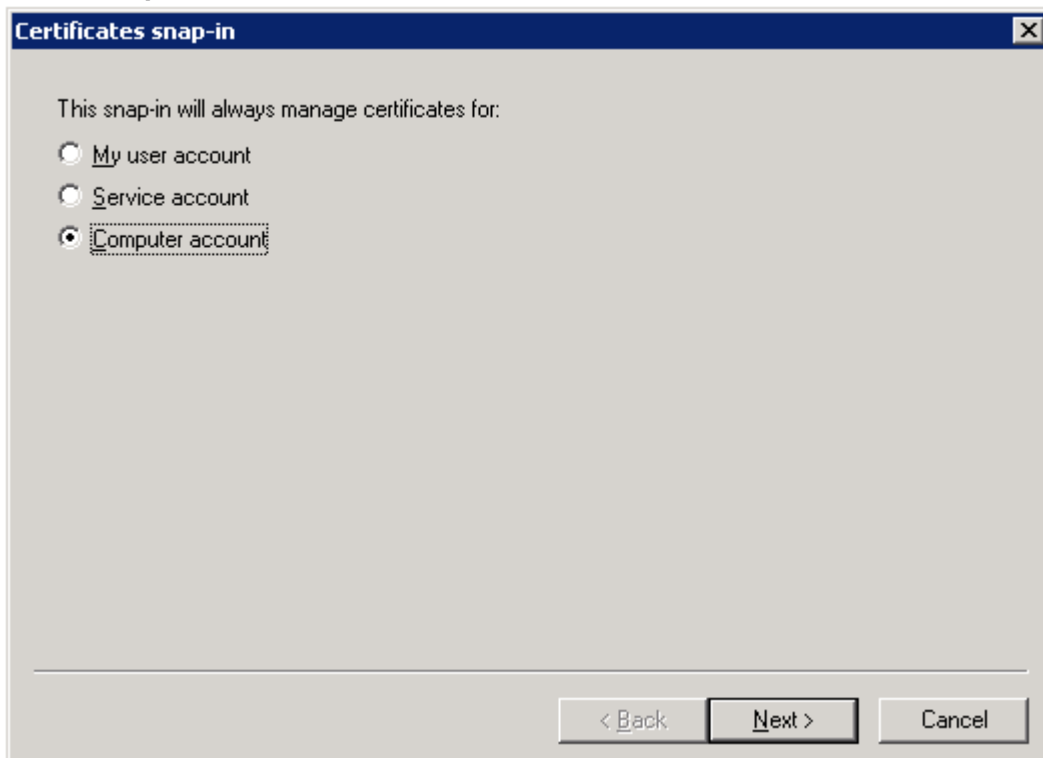 Certificates snap-in
This snap-in will always manage certificates for:
My user account
Service account
Computer account
< Back
Next >
Cancel